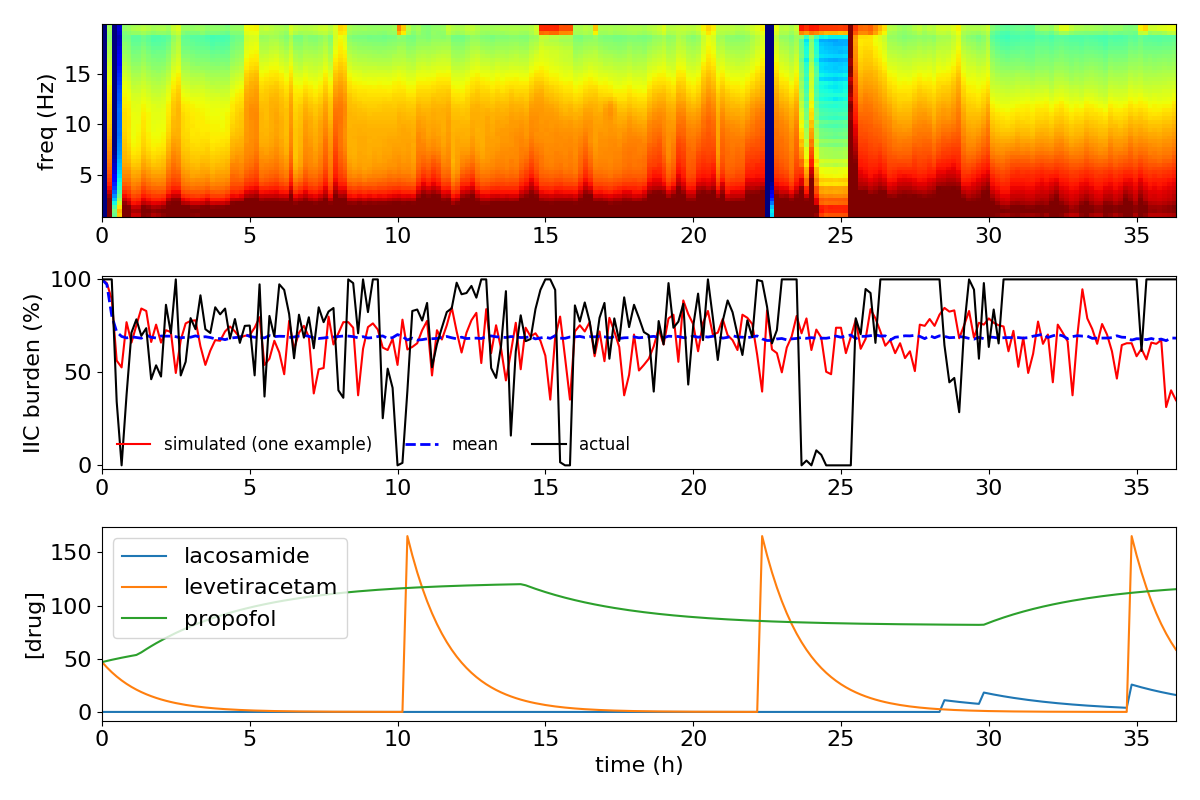 freq (Hz)
15
10
5
0 5 10 15 20 25 30 35
IIC burden (%)
100
50
0
simulated (one example) mean actual
0 5 10 15 20 25 30 35
[drug]
150
100
50
0
lacosamide
levetiracetam
propofol
0 5 10 15 20 25 30 35
time (h)